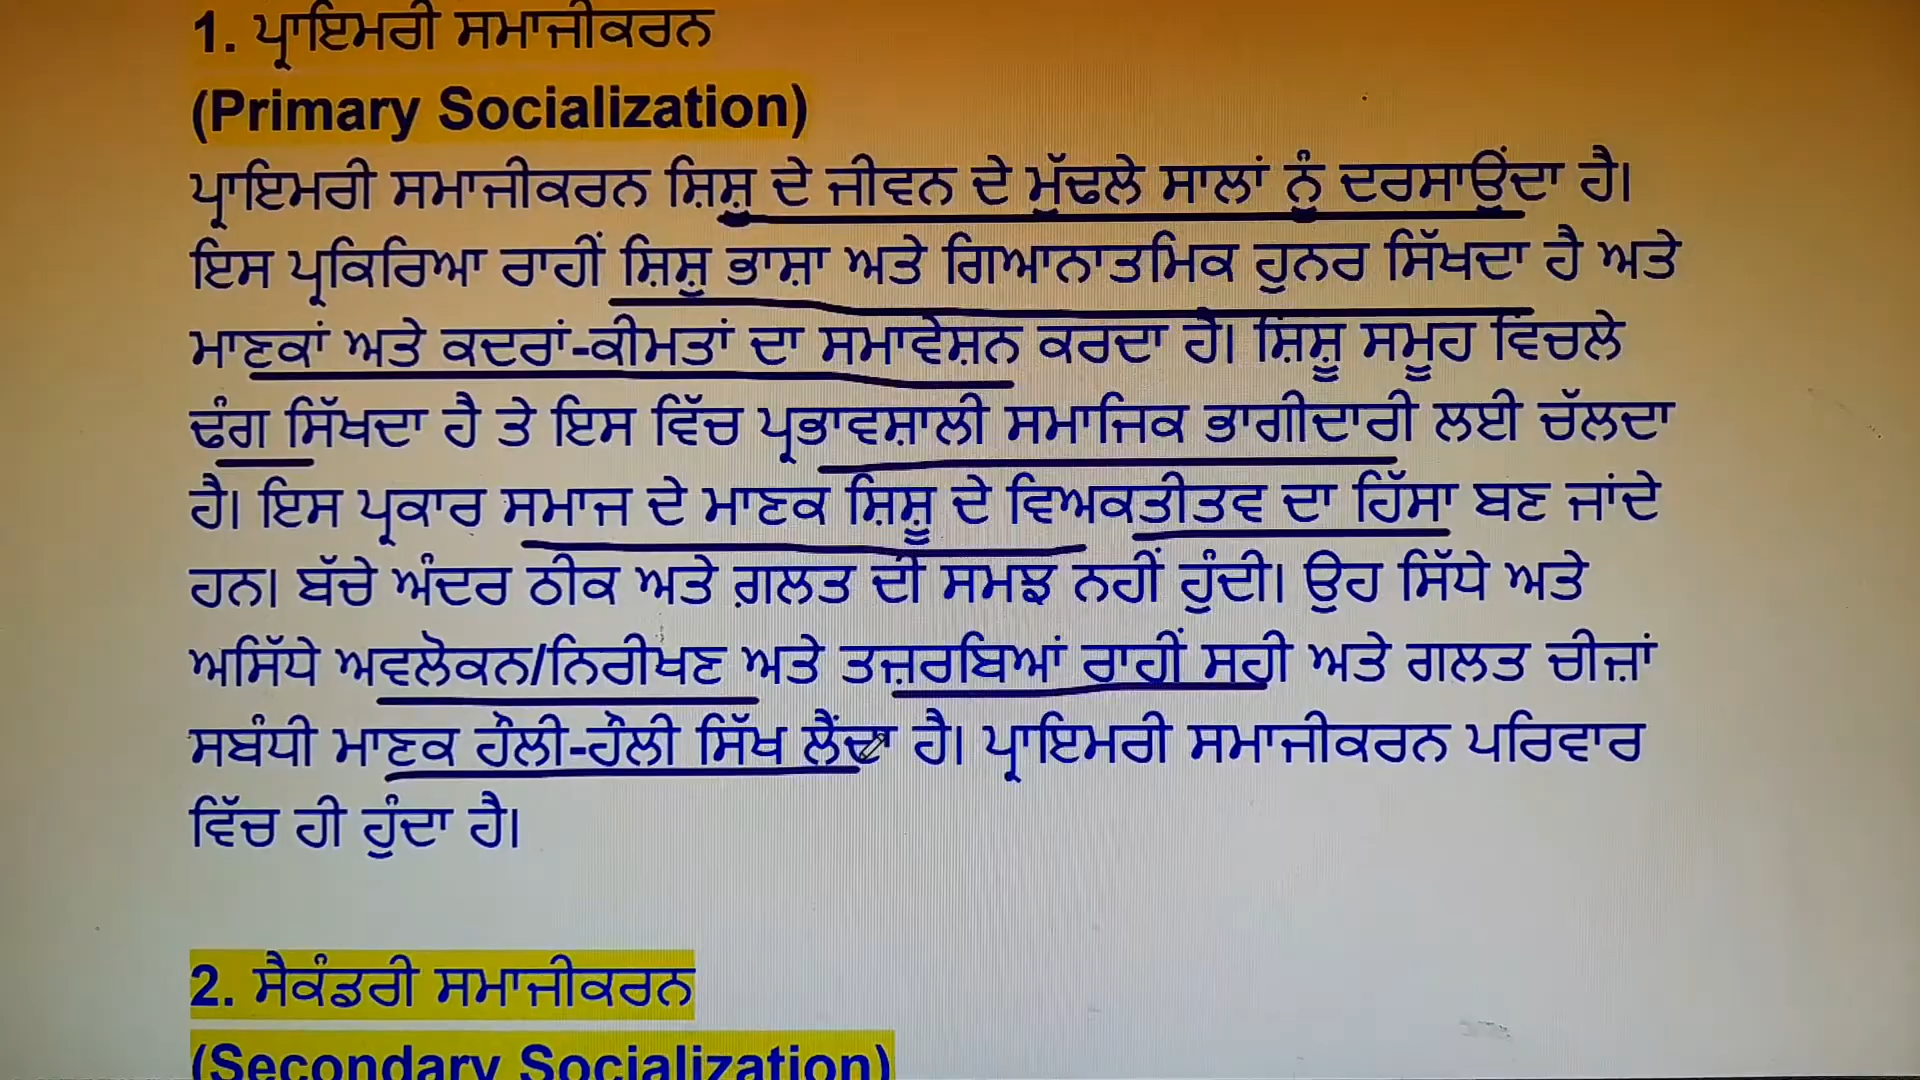 1. ਪ੍ਰਾਇਮਰੀ ਸਮਾਜੀਕਰਨ
(Primary Socialization)
ਪ੍ਰਾਇਮਰੀ ਸਮਾਜੀਕਰਨ ਸ਼ਿਸ਼ੂ ਦੇ ਜੀਵਨ ਦੇ ਮੁੱਢਲੇ ਸਾਲਾਂ ਨੂੰ ਦਰਸਾਉਂਦਾ ਹੈ।
ਇਸ ਪ੍ਰਕਿਰਿਆ ਰਾਹੀਂ ਸ਼ਿਸ਼ੂ ਭਾਸ਼ਾ ਅਤੇ ਗਿਆਨਾਤਮਿਕ ਹੁਨਰ ਸਿੱਖਦਾ ਹੈ ਅਤੇ
ਮਾਣਕਾਂ ਅਤੇ ਕਦਰਾਂ-ਕੀਮਤਾਂ ਦਾ ਸਮਾਵੇਸ਼ਨ ਕਰਦਾ ਹੈ। ਸ਼ਿਸ਼ੂ ਸਮੂਹ ਵਿਚਲੇ
ਢੰਗ ਸਿੱਖਦਾ ਹੈ ਤੇ ਇਸ ਵਿੱਚ ਪ੍ਰਭਾਵਸ਼ਾਲੀ ਸਮਾਜਿਕ ਭਾਗੀਦਾਰੀ ਲਈ ਚੱਲਦਾ
ਹੈ। ਇਸ ਪ੍ਰਕਾਰ ਸਮਾਜ ਦੇ ਮਾਣਕ ਸ਼ਿਸ਼ੂ ਦੇ ਵਿਅਕਤੀਤਵ ਦਾ ਹਿੱਸਾ ਬਣ ਜਾਂਦੇ
ਹਨ। ਬੱਚੇ ਅੰਦਰ ਠੀਕ ਅਤੇ ਗ਼ਲਤ ਦੀ ਸਮਝ ਨਹੀਂ ਹੁੰਦੀ। ਉਹ ਸਿੱਧੇ ਅਤੇ
ਅਸਿੱਧੇ ਅਵਲੋਕਨ/ਨਿਰੀਖਣ ਅਤੇ ਤਜ਼ਰਬਿਆਂ ਰਾਹੀਂ ਸਹੀ ਅਤੇ ਗਲਤ ਚੀਜ਼ਾਂ
ਸਬੰਧੀ ਮਾਣਕ ਹੌਲੀ-ਹੌਲੀ ਸਿੱਖ ਲੈਂਦਾ ਹੈ। ਪ੍ਰਾਇਮਰੀ ਸਮਾਜੀਕਰਨ ਪਰਿਵਾਰ
ਵਿੱਚ ਹੀ ਹੁੰਦਾ ਹੈ।
2. ਸੈਕੰਡਰੀ ਸਮਾਜੀਕਰਨ
(Secondary Socialization)